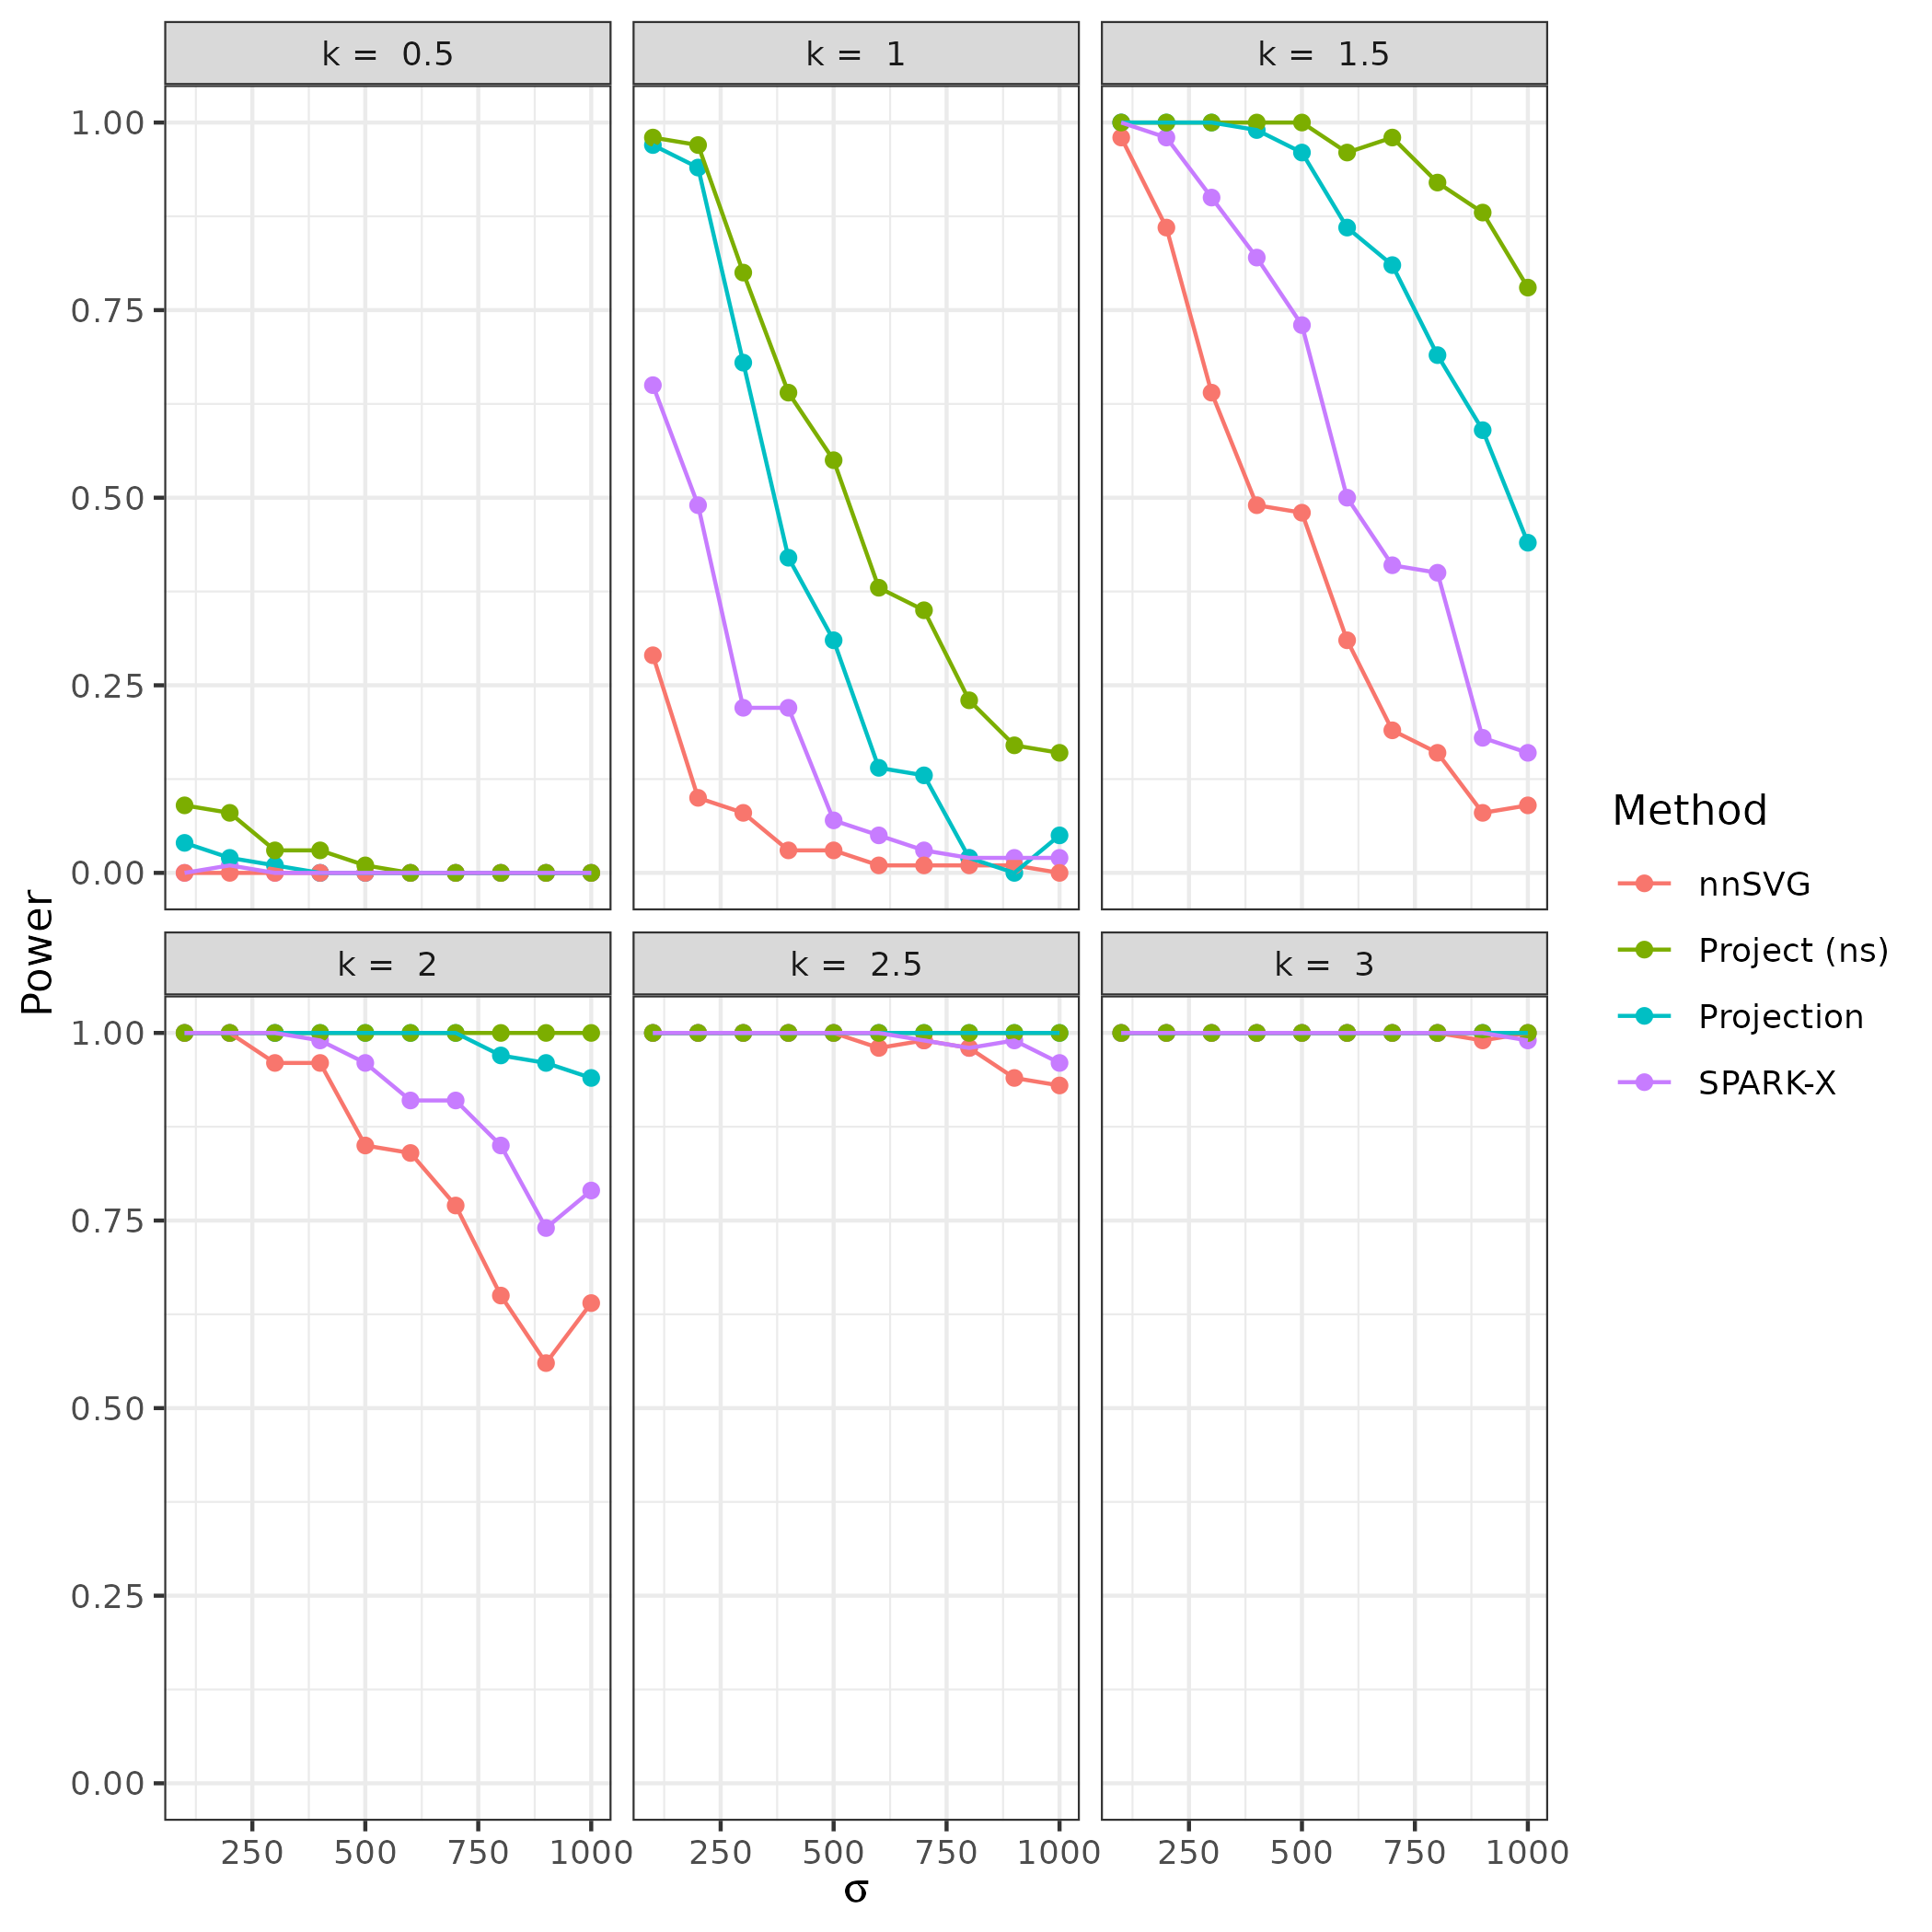 k =  0.5
k =  1
k =  1.5
1.00
0.75
0.50
0.25
0.00
k =  2
k =  2.5
k =  3
1.00
0.75
0.50
0.25
0.00
250 500 750 1000
250 500 750 1000
250 500 750 1000
σ
Power
Method
nnSVG
Project (ns)
Projection
SPARK-X